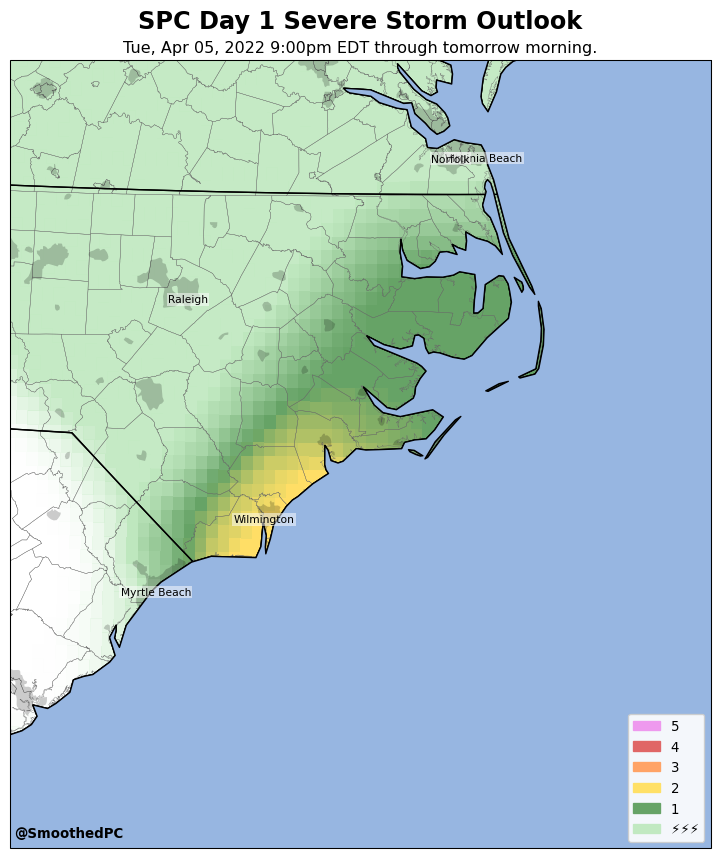 SPC Day 1 Severe Storm Outlook
Tue, Apr 05, 2022 9:00pm EDT through tomorrow morning.
Norfolk
Beach
Raleigh
Wilmington
Myrtle Beach
5
4
3
2
1
⚡⚡⚡
@SmoothedPC